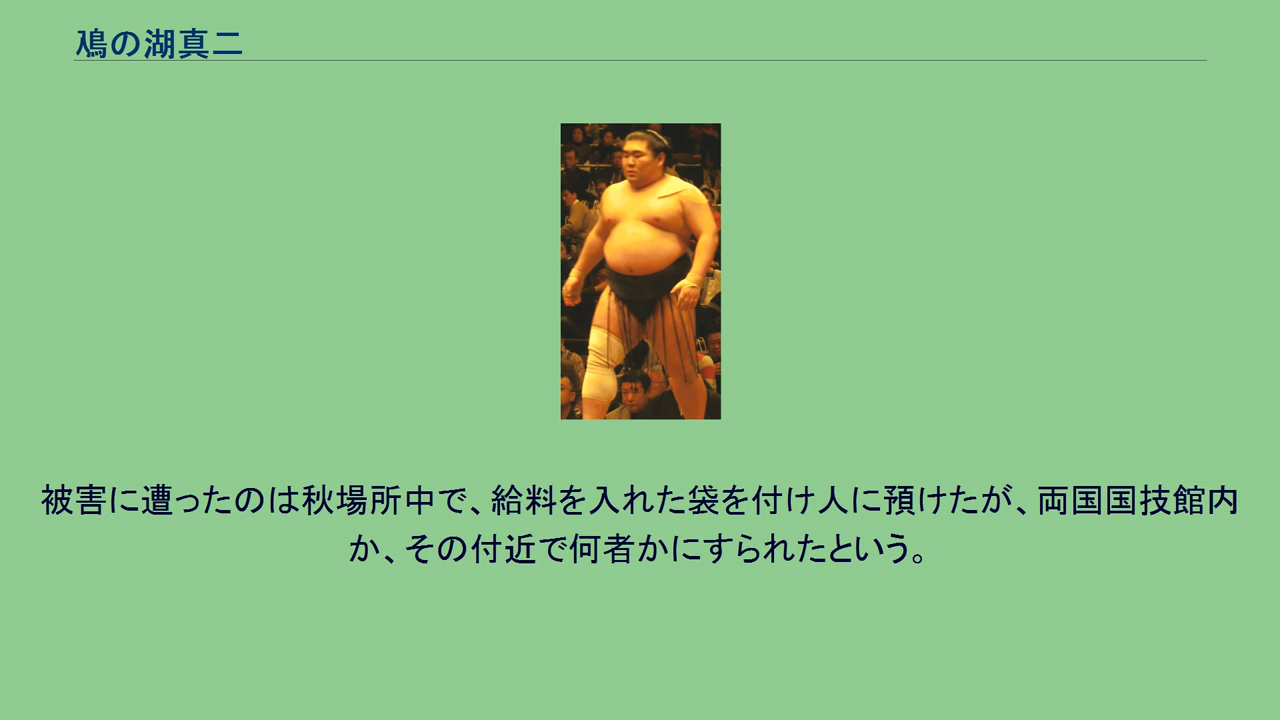 鳰の湖真二
被害に遭ったのは秋場所中で、給料を入れた袋を付け人に預けたが、両国国技館内
か、その付近で何者かにすられたという。